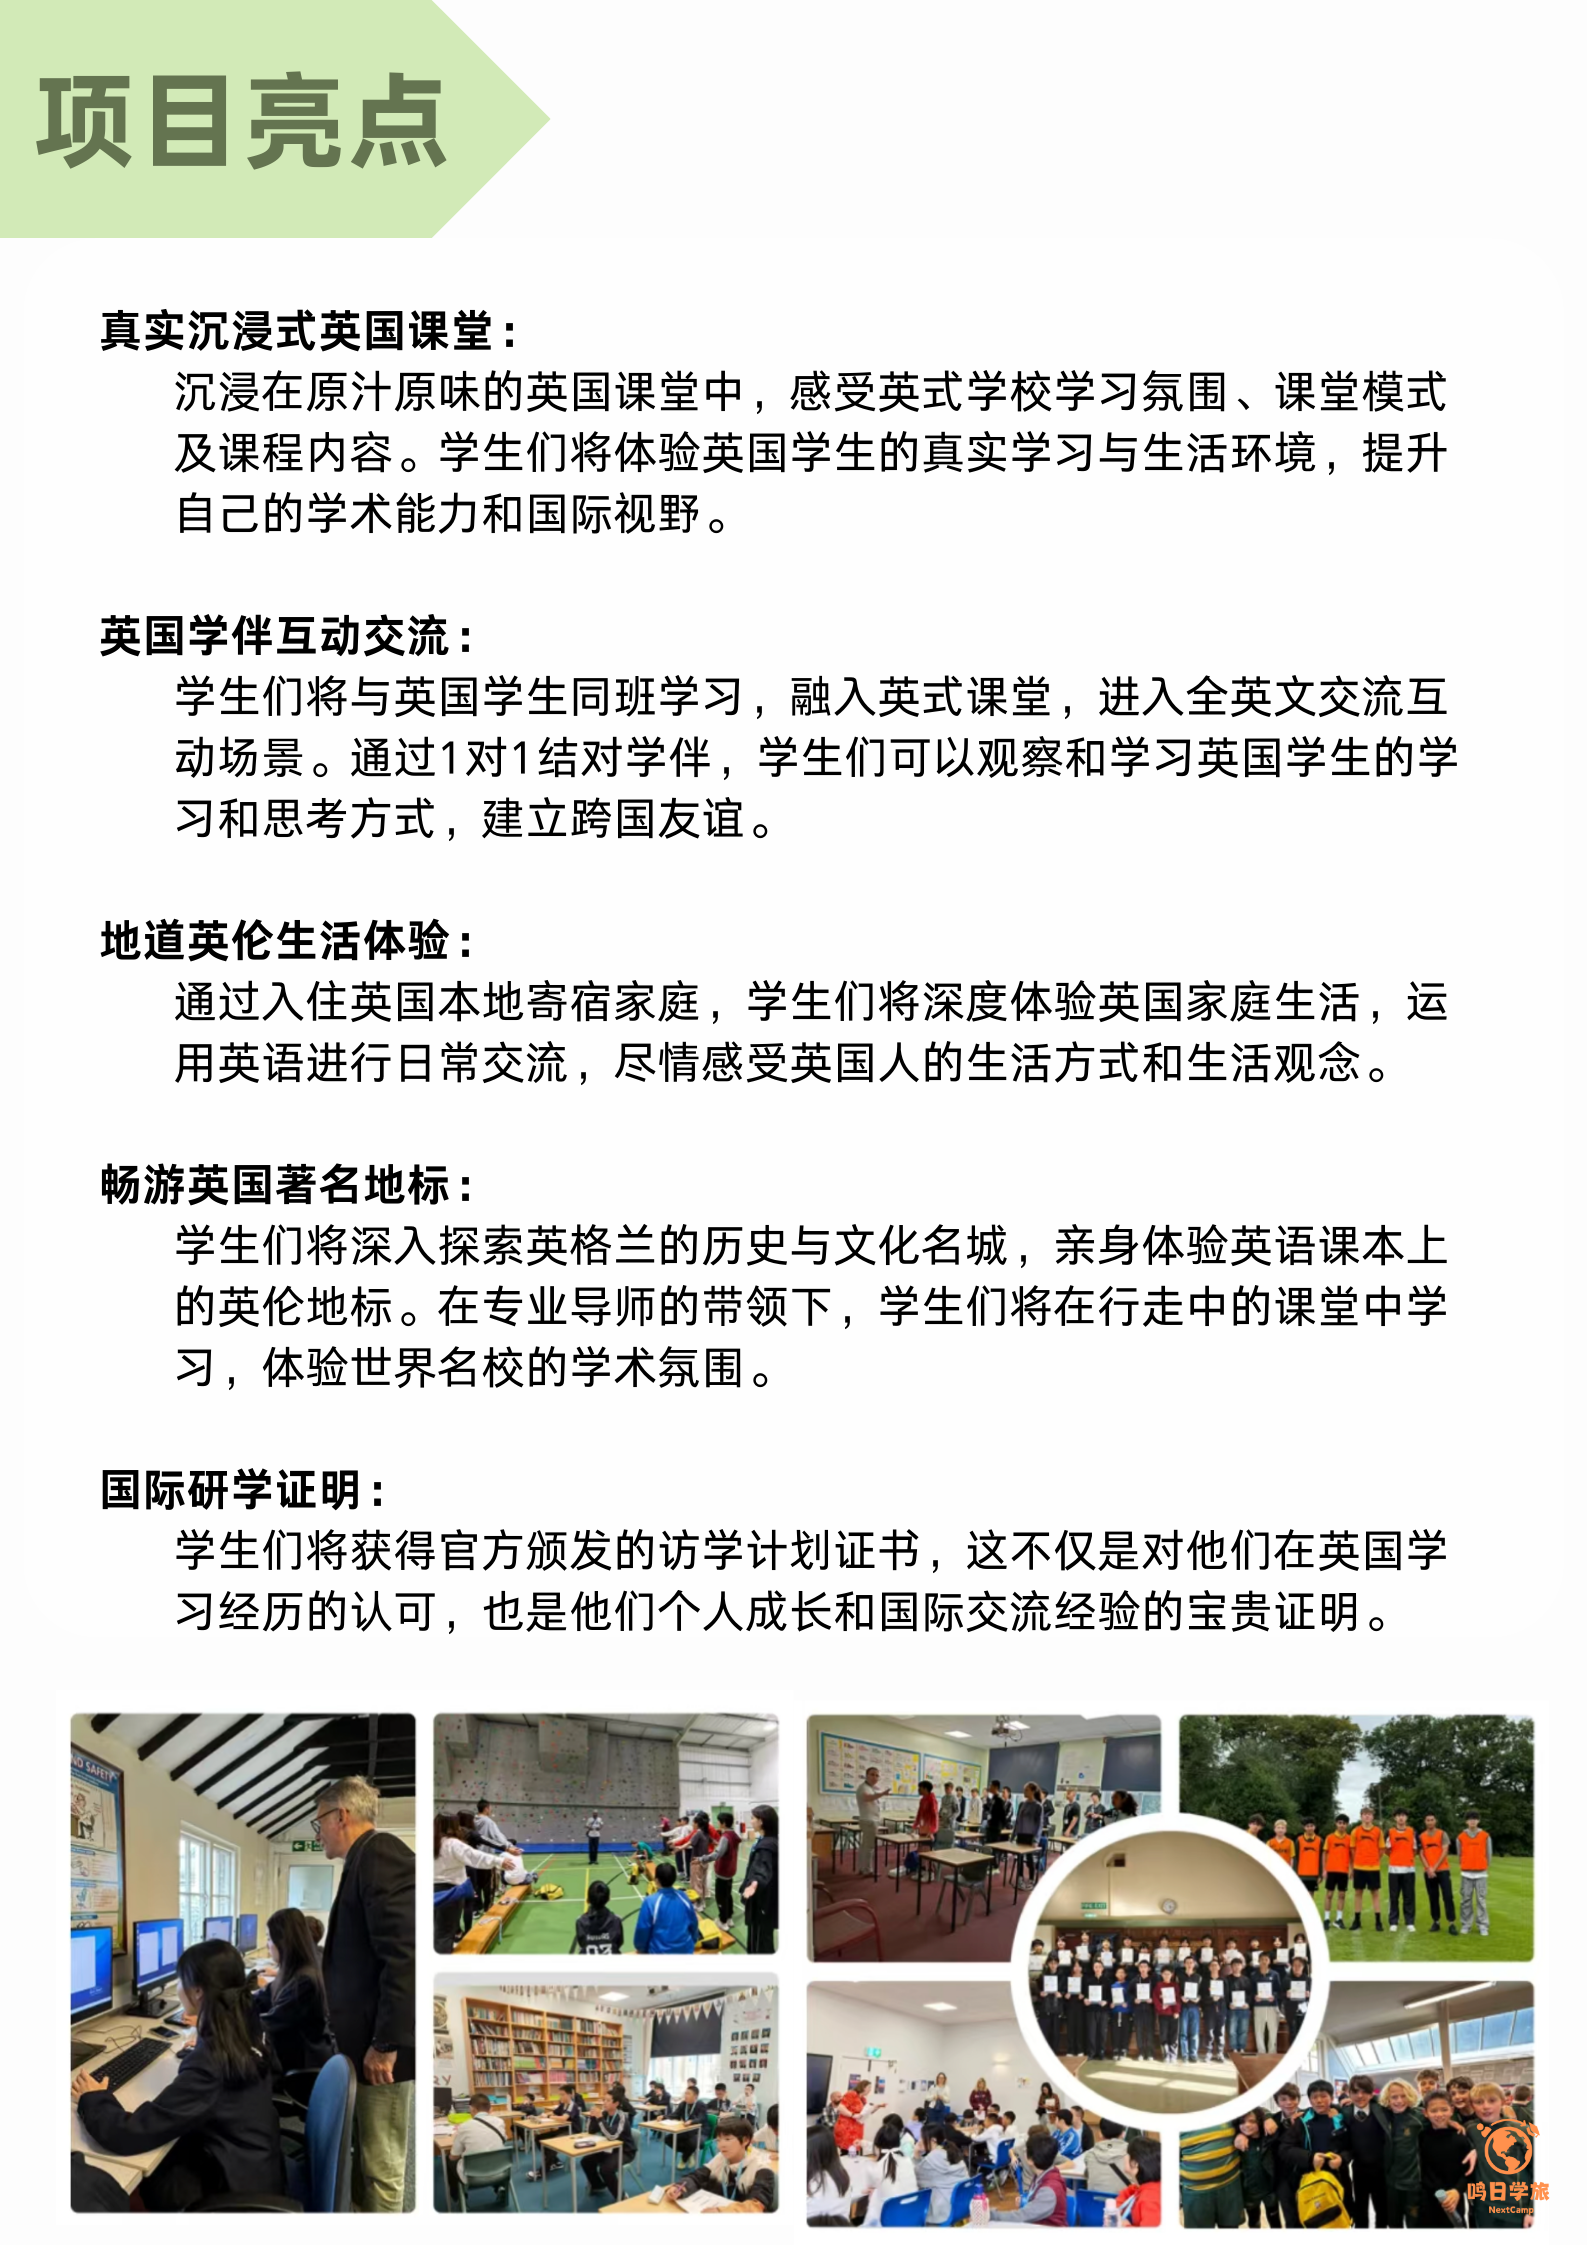 项目亮点
真实沉浸式英国课堂：
沉浸在原汁原味的英国课堂中，感受英式学校学习氛围、课堂模式
及课程内容。学生们将体验英国学生的真实学习与生活环境，提升
自己的学术能力和国际视野。
英国学伴互动交流：
学生们将与英国学生同班学习，融入英式课堂，进入全英文交流互
动场景。通过1对1结对学伴，学生们可以观察和学习英国学生的学
习和思考方式，建立跨国友谊。
地道英伦生活体验：
通过入住英国本地寄宿家庭，学生们将深度体验英国家庭生活，运
用英语进行日常交流，尽情感受英国人的生活方式和生活观念。
畅游英国著名地标：
学生们将深入探索英格兰的历史与文化名城，亲身体验英语课本上
的英伦地标。在专业导师的带领下，学生们将在行走中的课堂中学
习，体验世界名校的学术氛围。
国际研学证明：
学生们将获得官方颁发的访学计划证书，这不仅是对他们在英国学
习经历的认可，也是他们个人成长和国际交流经验的宝贵证明。
ND SAFETY
鸣日学旅
NextCamp